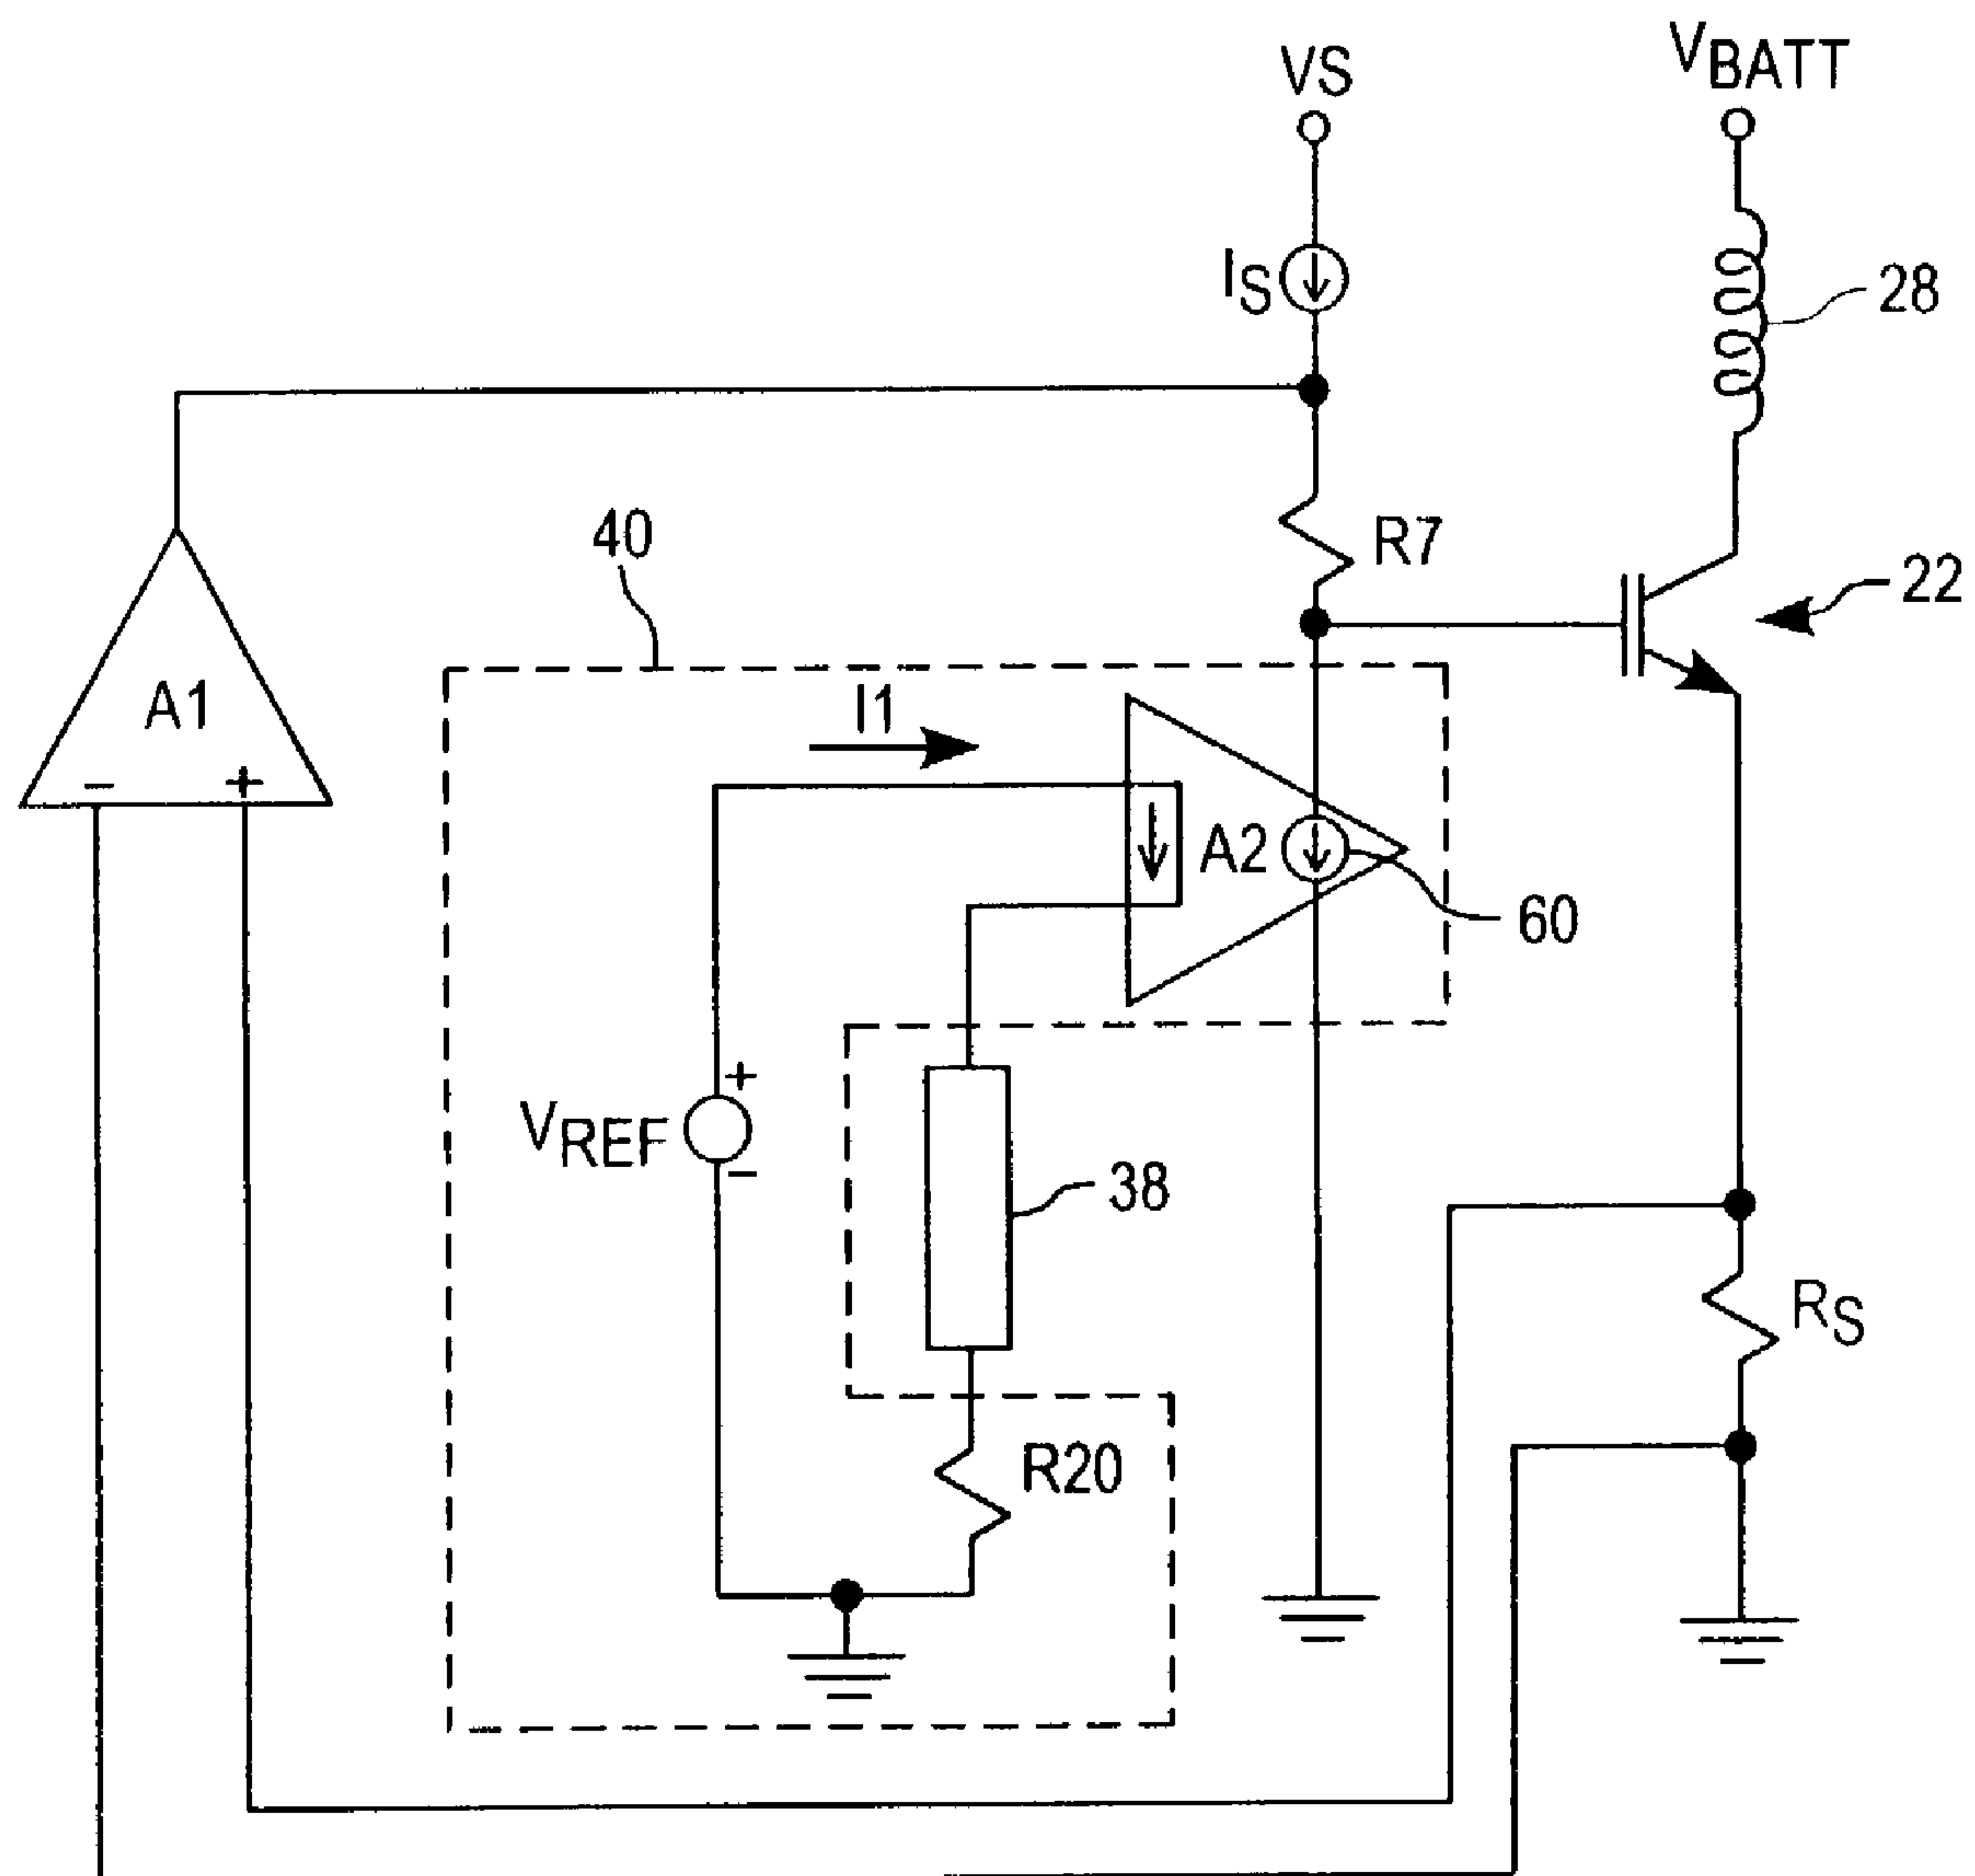 VS
VBATT
IS
28
R7
40
22
A1
- +
I1
A2
60
+
VREF
-
38
RS
R20